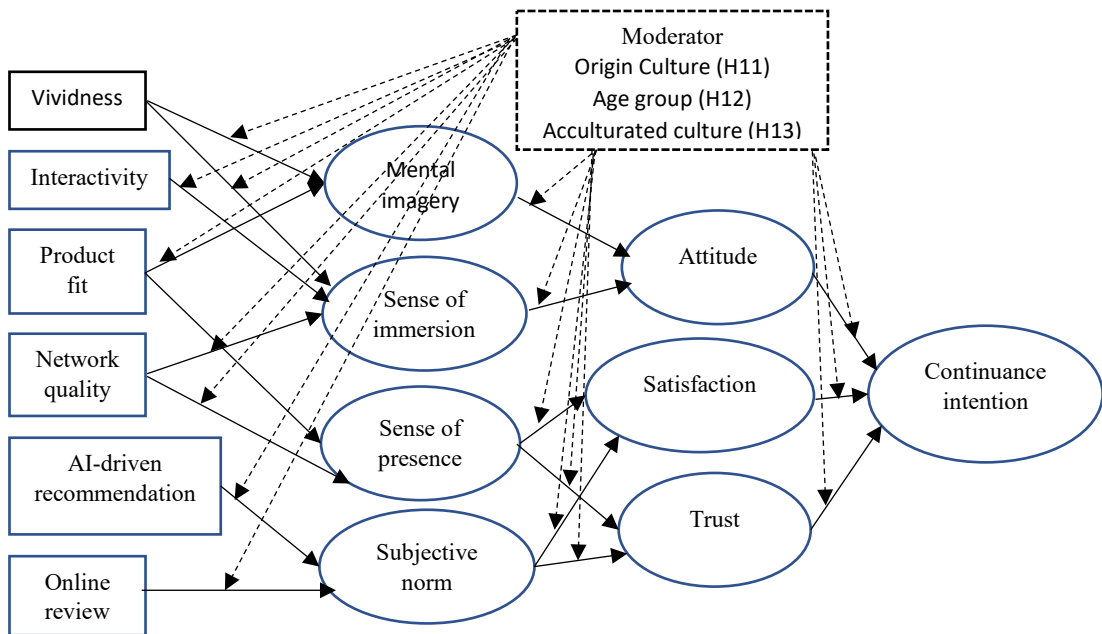 Moderator
Origin Culture (H11)
Age group (H12)
Acculturated culture (H13)
Vividness
Interactivity
Product
fit
Network
quality
AI-driven
recommendation
Online
review
Mental
imagery
Sense of
immersion
Sense of
presence
Subjective
norm
Attitude
Satisfaction
Trust
Continuance
intention